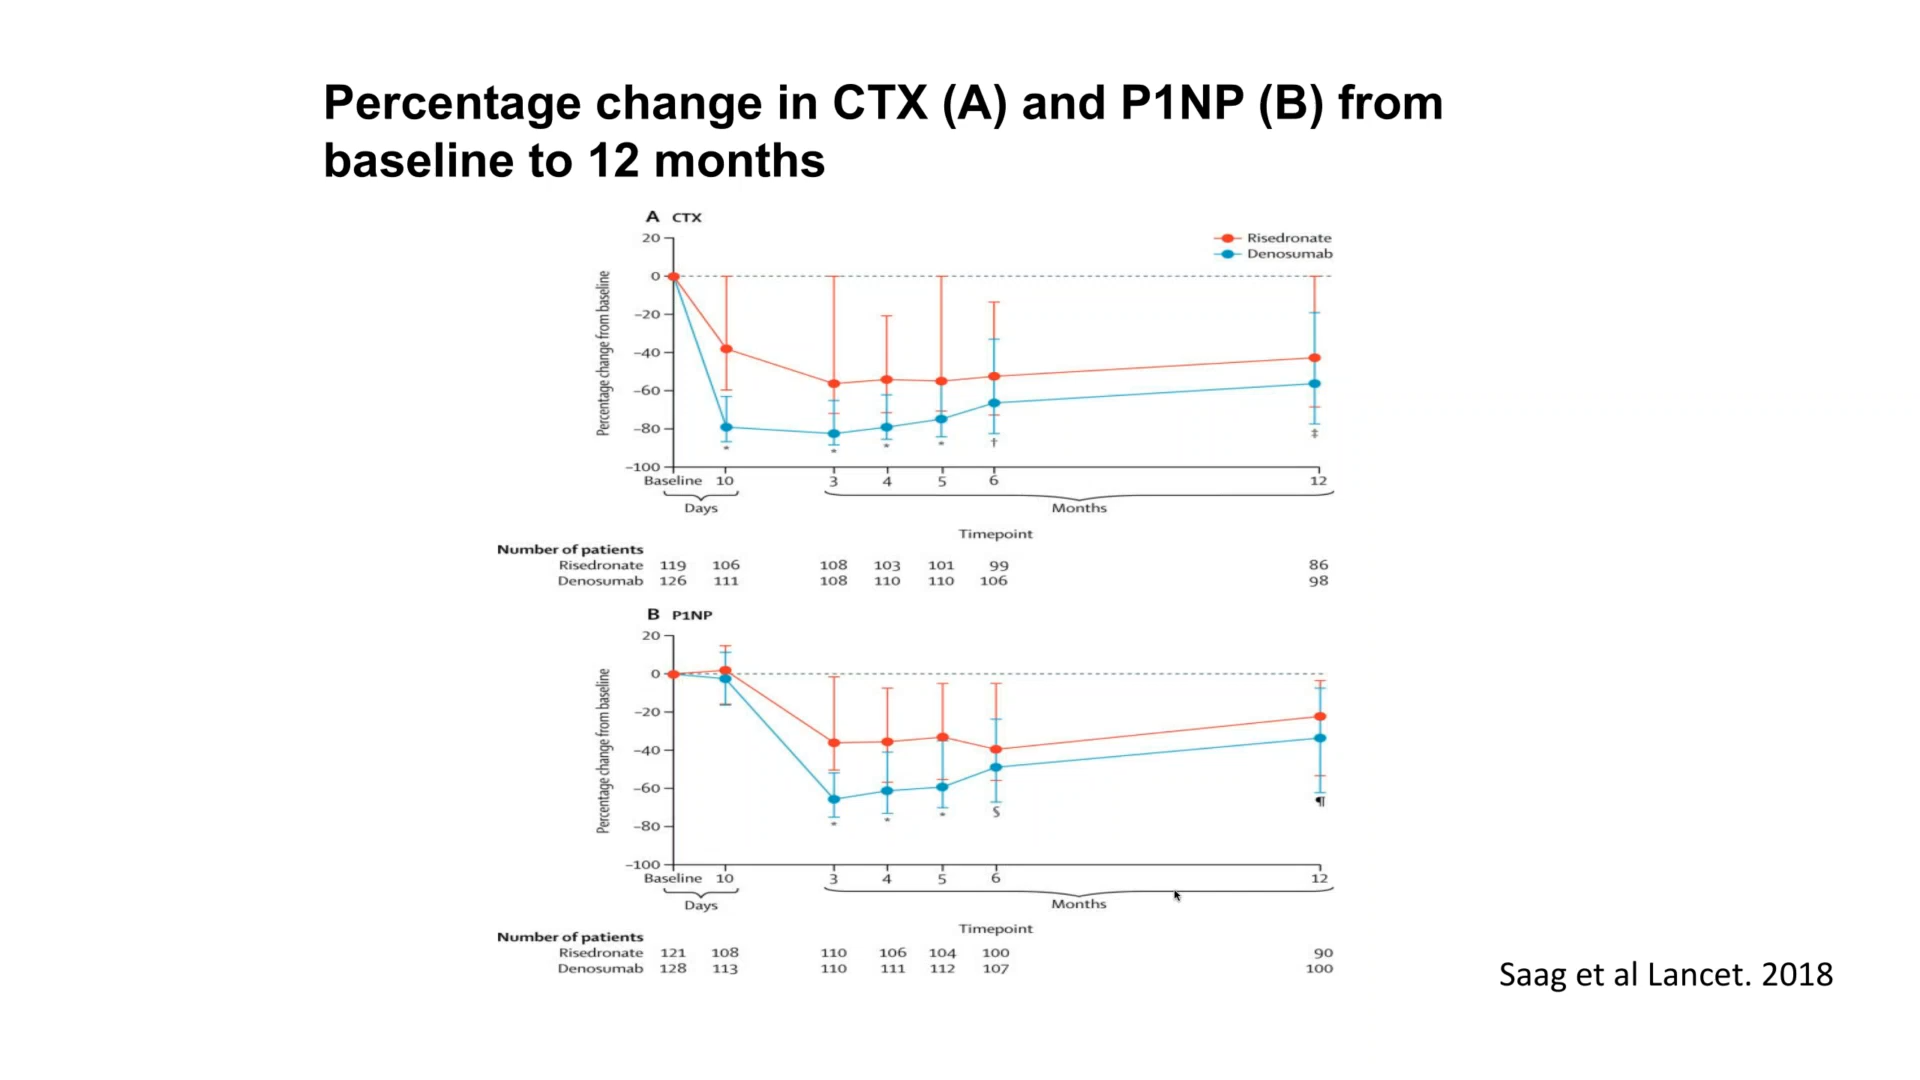 Percentage change in CTX (A) and P1NP (B) from
baseline to 12 months
A CTX
Risedronate
Denosumab
Percentage change from baseline
20
0
–20
–40
–60
–80
–100
* * * * † ‡
Baseline 10 3 4 5 6 12
Days Months
Timepoint
Number of patients
Risedronate 119 106 108 103 101 99 86
Denosumab 126 111 108 110 110 106 98
B P1NP
Percentage change from baseline
20
0
–20
–40
–60
–80
–100
* * * § ¶
Baseline 10 3 4 5 6 12
Days Months
Timepoint
Number of patients
Risedronate 121 108 110 106 104 100 90
Denosumab 128 113 110 111 112 107 100
Saag et al Lancet. 2018